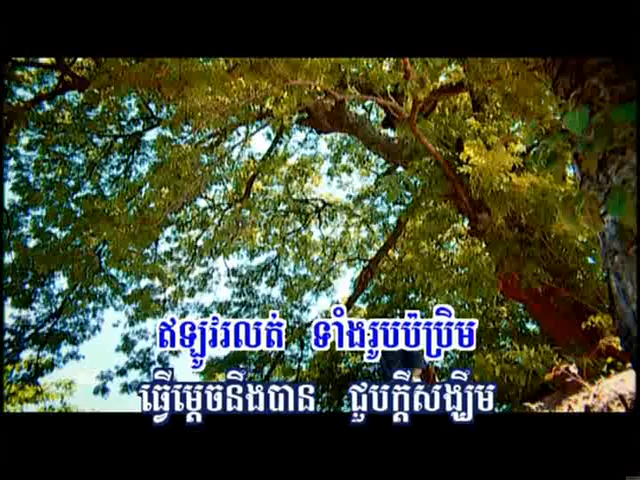 ឥឡូវរលត់ ទាំងរូបប៉ប្រិម
ធ្វើម្ដេចនឹងបាន ជួបក្ដីសង្ឃឹម